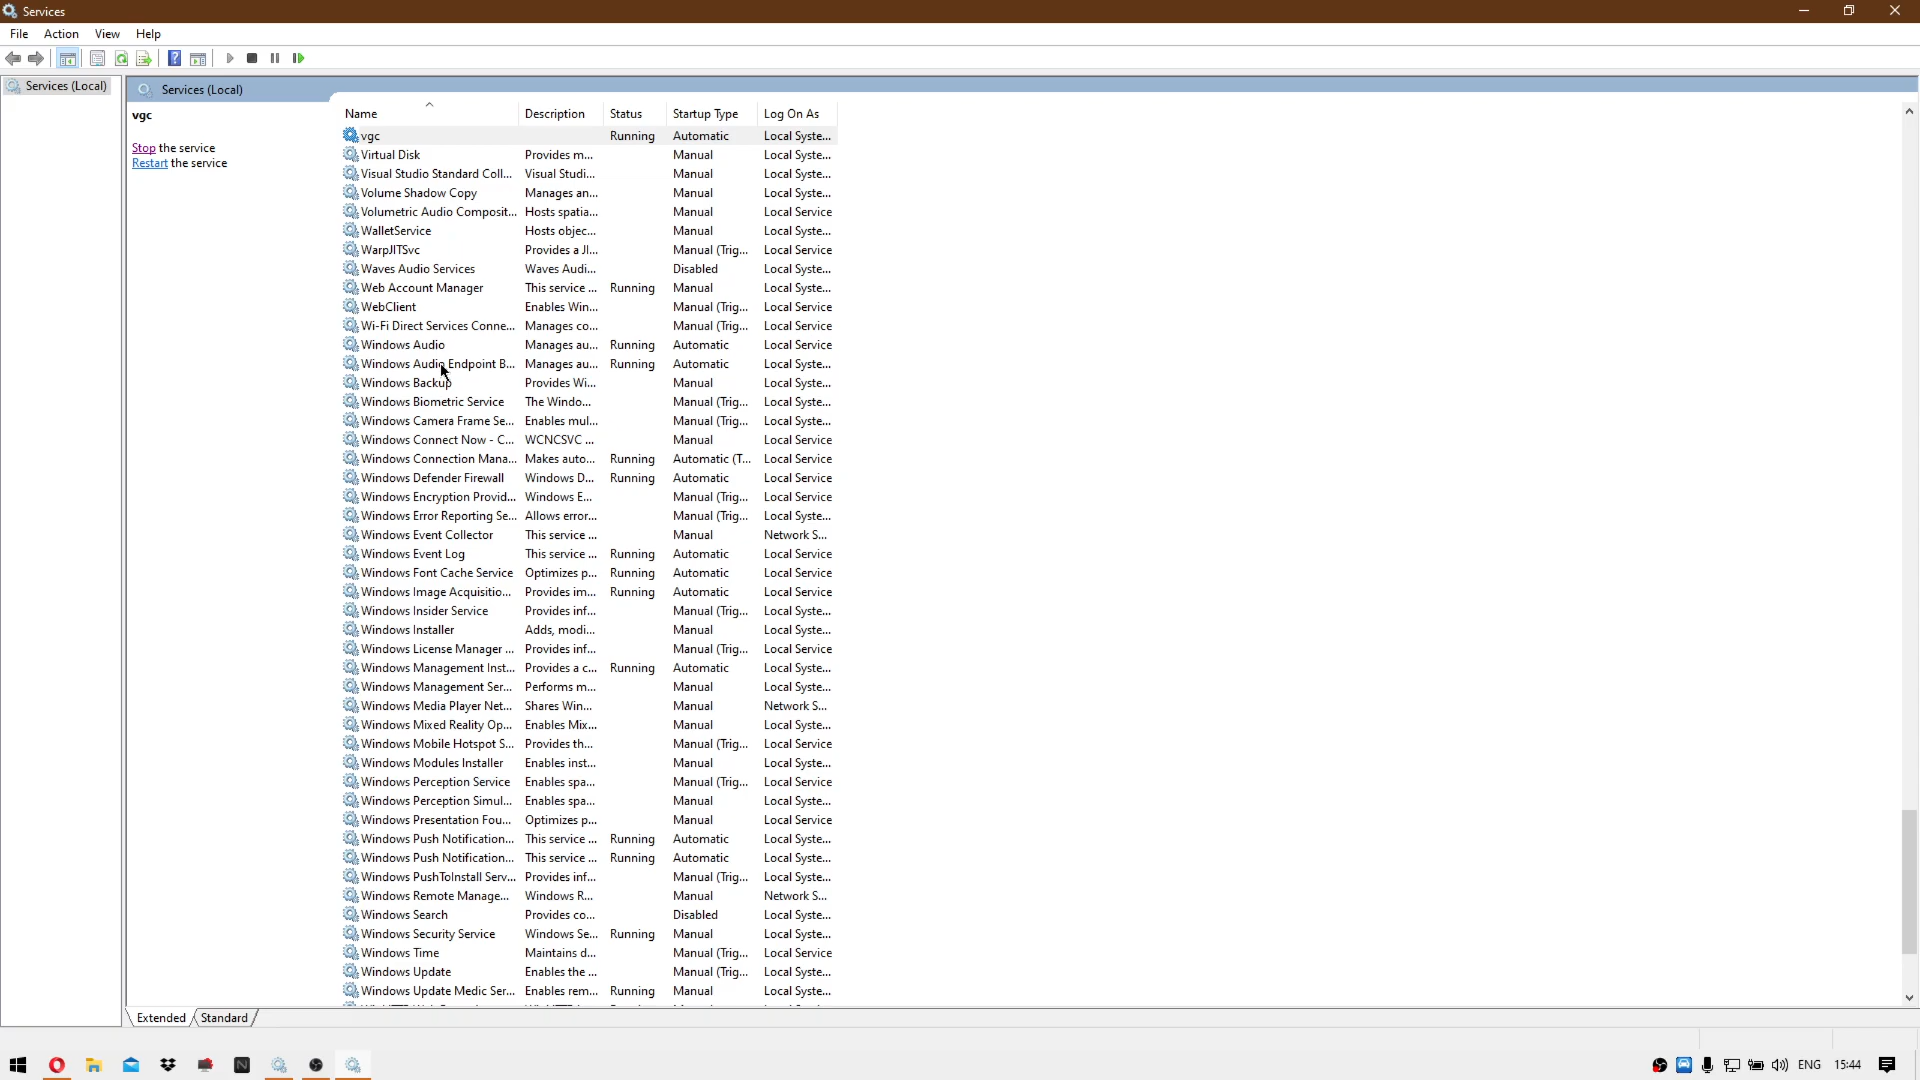 Services
File Action View Help
Services (Local)
Services (Local)
vgc
Stop the service
Restart the service
Name Description Status Startup Type Log On As
vgc Running Automatic Local Syste...
Virtual Disk Provides m... Manual Local Syste...
Visual Studio Standard Coll... Visual Studi... Manual Local Syste...
Volume Shadow Copy Manages an... Manual Local Syste...
Volumetric Audio Composit... Hosts spatia... Manual Local Service
WalletService Hosts objec... Manual Local Syste...
WarpJITSvc Provides a JI... Manual (Trig... Local Service
Waves Audio Services Waves Audi... Disabled Local Syste...
Web Account Manager This service ... Running Manual Local Syste...
WebClient Enables Win... Manual (Trig... Local Service
Wi-Fi Direct Services Conne... Manages co... Manual (Trig... Local Service
Windows Audio Manages au... Running Automatic Local Service
Windows Audio Endpoint B... Manages au... Running Automatic Local Syste...
Windows Backup Provides Wi... Manual Local Syste...
Windows Biometric Service The Windo... Manual (Trig... Local Syste...
Windows Camera Frame Se... Enables mul... Manual (Trig... Local Syste...
Windows Connect Now - C... WCNCSVC ... Manual Local Service
Windows Connection Mana... Makes auto... Running Automatic (T... Local Service
Windows Defender Firewall Windows D... Running Automatic Local Service
Windows Encryption Provid... Windows E... Manual (Trig... Local Service
Windows Error Reporting Se... Allows error... Manual (Trig... Local Syste...
Windows Event Collector This service ... Manual Network S...
Windows Event Log This service ... Running Automatic Local Service
Windows Font Cache Service Optimizes p... Running Automatic Local Service
Windows Image Acquisitio... Provides im... Running Automatic Local Service
Windows Insider Service Provides inf... Manual (Trig... Local Syste...
Windows Installer Adds, modi... Manual Local Syste...
Windows License Manager ... Provides inf... Manual (Trig... Local Service
Windows Management Inst... Provides a c... Running Automatic Local Syste...
Windows Management Ser... Performs m... Manual Local Syste...
Windows Media Player Net... Shares Win... Manual Network S...
Windows Mixed Reality Op... Enables Mix... Manual Local Syste...
Windows Mobile Hotspot S... Provides th... Manual (Trig... Local Service
Windows Modules Installer Enables inst... Manual Local Syste...
Windows Perception Service Enables spa... Manual (Trig... Local Service
Windows Perception Simul... Enables spa... Manual Local Syste...
Windows Presentation Fou... Optimizes p... Manual Local Service
Windows Push Notification... This service ... Running Automatic Local Syste...
Windows Push Notification... This service ... Running Automatic Local Syste...
Windows PushToInstall Serv... Provides inf... Manual (Trig... Local Syste...
Windows Remote Manage... Windows R... Manual Network S...
Windows Search Provides co... Disabled Local Syste...
Windows Security Service Windows Se... Running Manual Local Syste...
Windows Time Maintains d... Manual (Trig... Local Service
Windows Update Enables the ... Manual (Trig... Local Syste...
Windows Update Medic Ser... Enables rem... Running Manual Local Syste...
Extended Standard
ENG 15:44